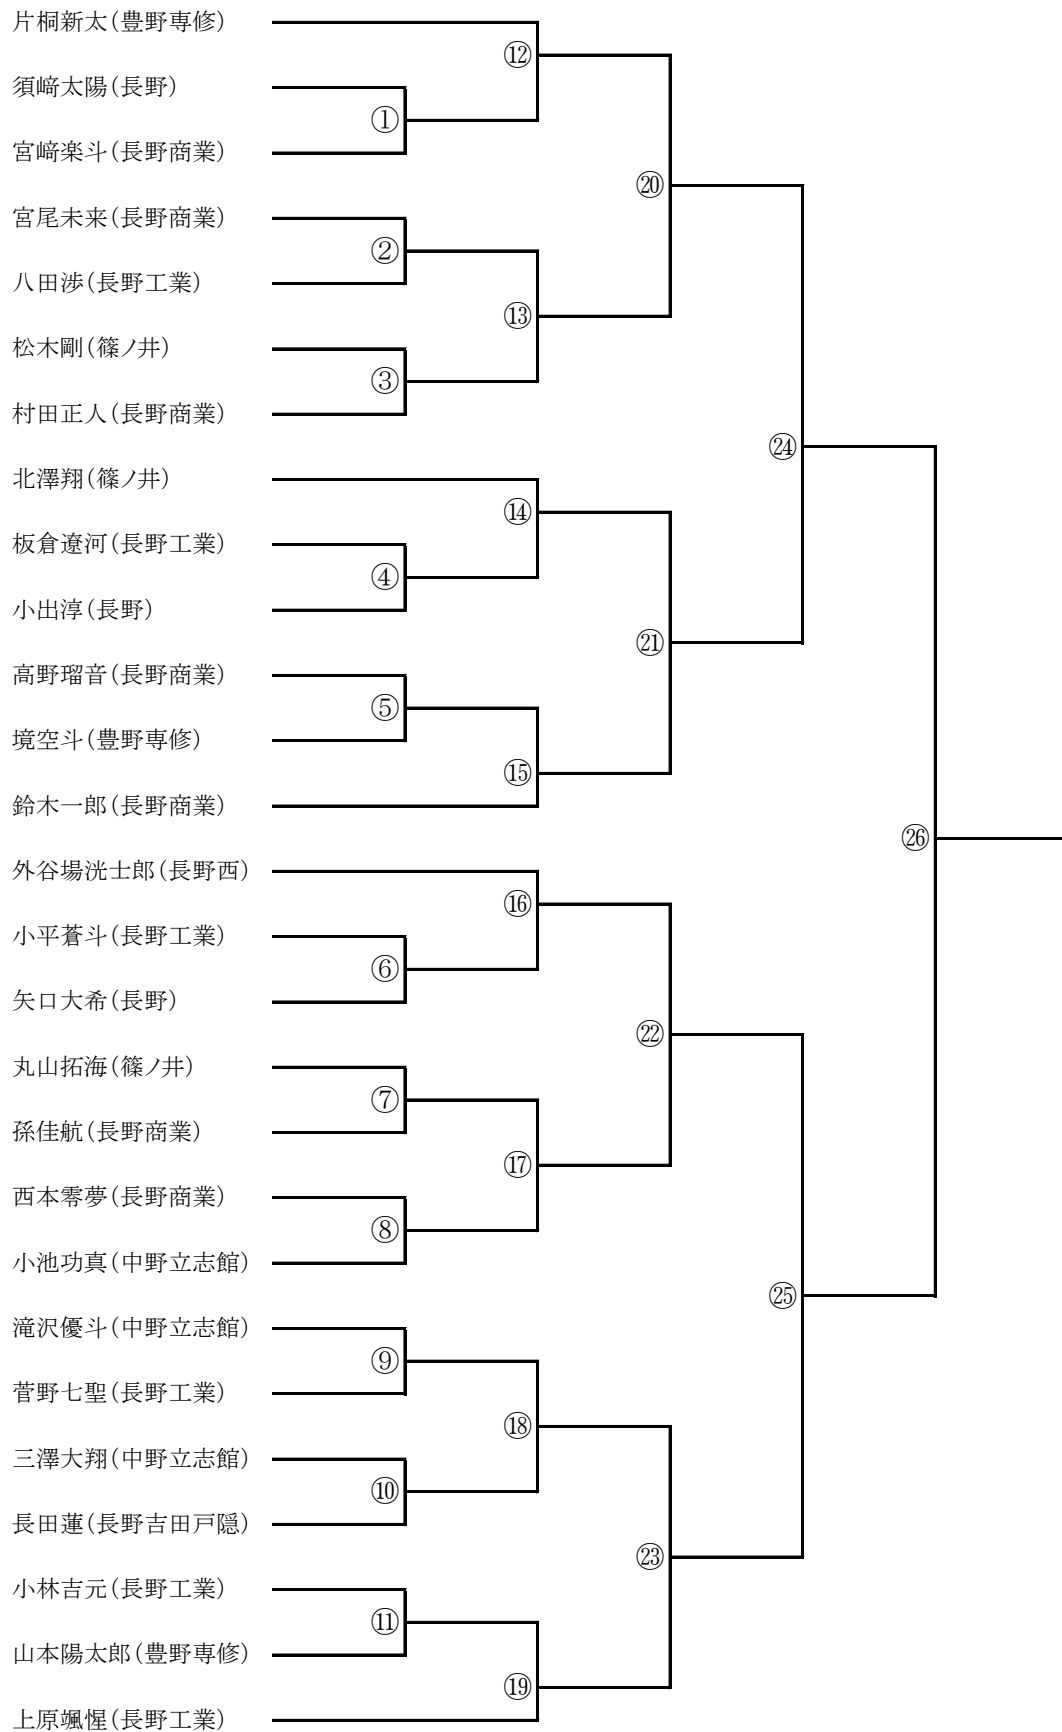 片桐新太(豊野専修)
⑫
須﨑太陽(長野)
①
宮﨑楽斗(長野商業)
⑳
宮尾未来(長野商業)
②
八田渉(長野工業)
⑬
松木剛(篠ノ井)
③
村田正人(長野商業)
㉔
北澤翔(篠ノ井)
⑭
板倉遼河(長野工業)
④
小出淳(長野)
㉑
高野瑠音(長野商業)
⑤
境空斗(豊野専修)
⑮
鈴木一郎(長野商業)
㉖
外谷場洸士郎(長野西)
⑯
小平蒼斗(長野工業)
⑥
矢口大希(長野)
㉒
丸山拓海(篠ノ井)
⑦
孫佳航(長野商業)
⑰
西本零夢(長野商業)
⑧
小池功真(中野立志館)
㉕
滝沢優斗(中野立志館)
⑨
菅野七聖(長野工業)
⑱
三澤大翔(中野立志館)
⑩
長田蓮(長野吉田戸隠)
㉓
小林吉元(長野工業)
⑪
山本陽太郎(豊野専修)
⑲
上原颯惺(長野工業)